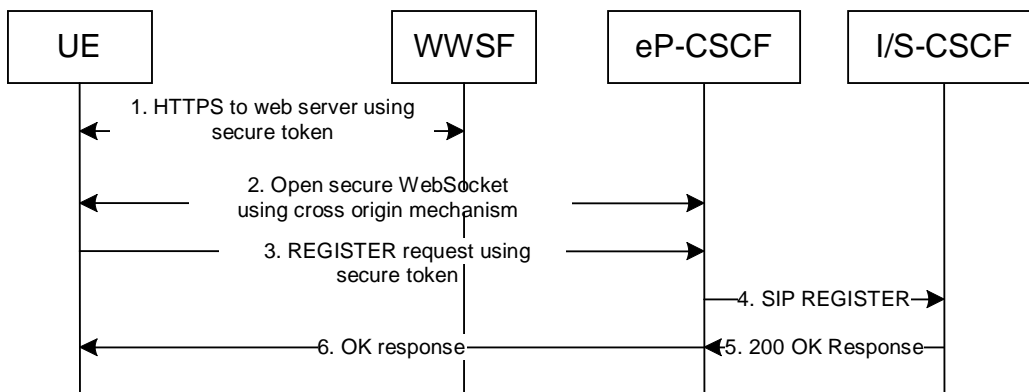 UE
WWSF
eP-CSCF
I/S-CSCF
1. HTTPS to web server using
secure token
2. Open secure WebSocket
using cross origin mechanism
3. REGISTER request using
secure token
4. SIP REGISTER
6. OK response
5. 200 OK Response